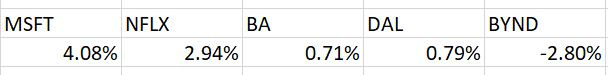 MSFT NFLX BA DAL BYND
4.08% 2.94% 0.71% 0.79% -2.80%